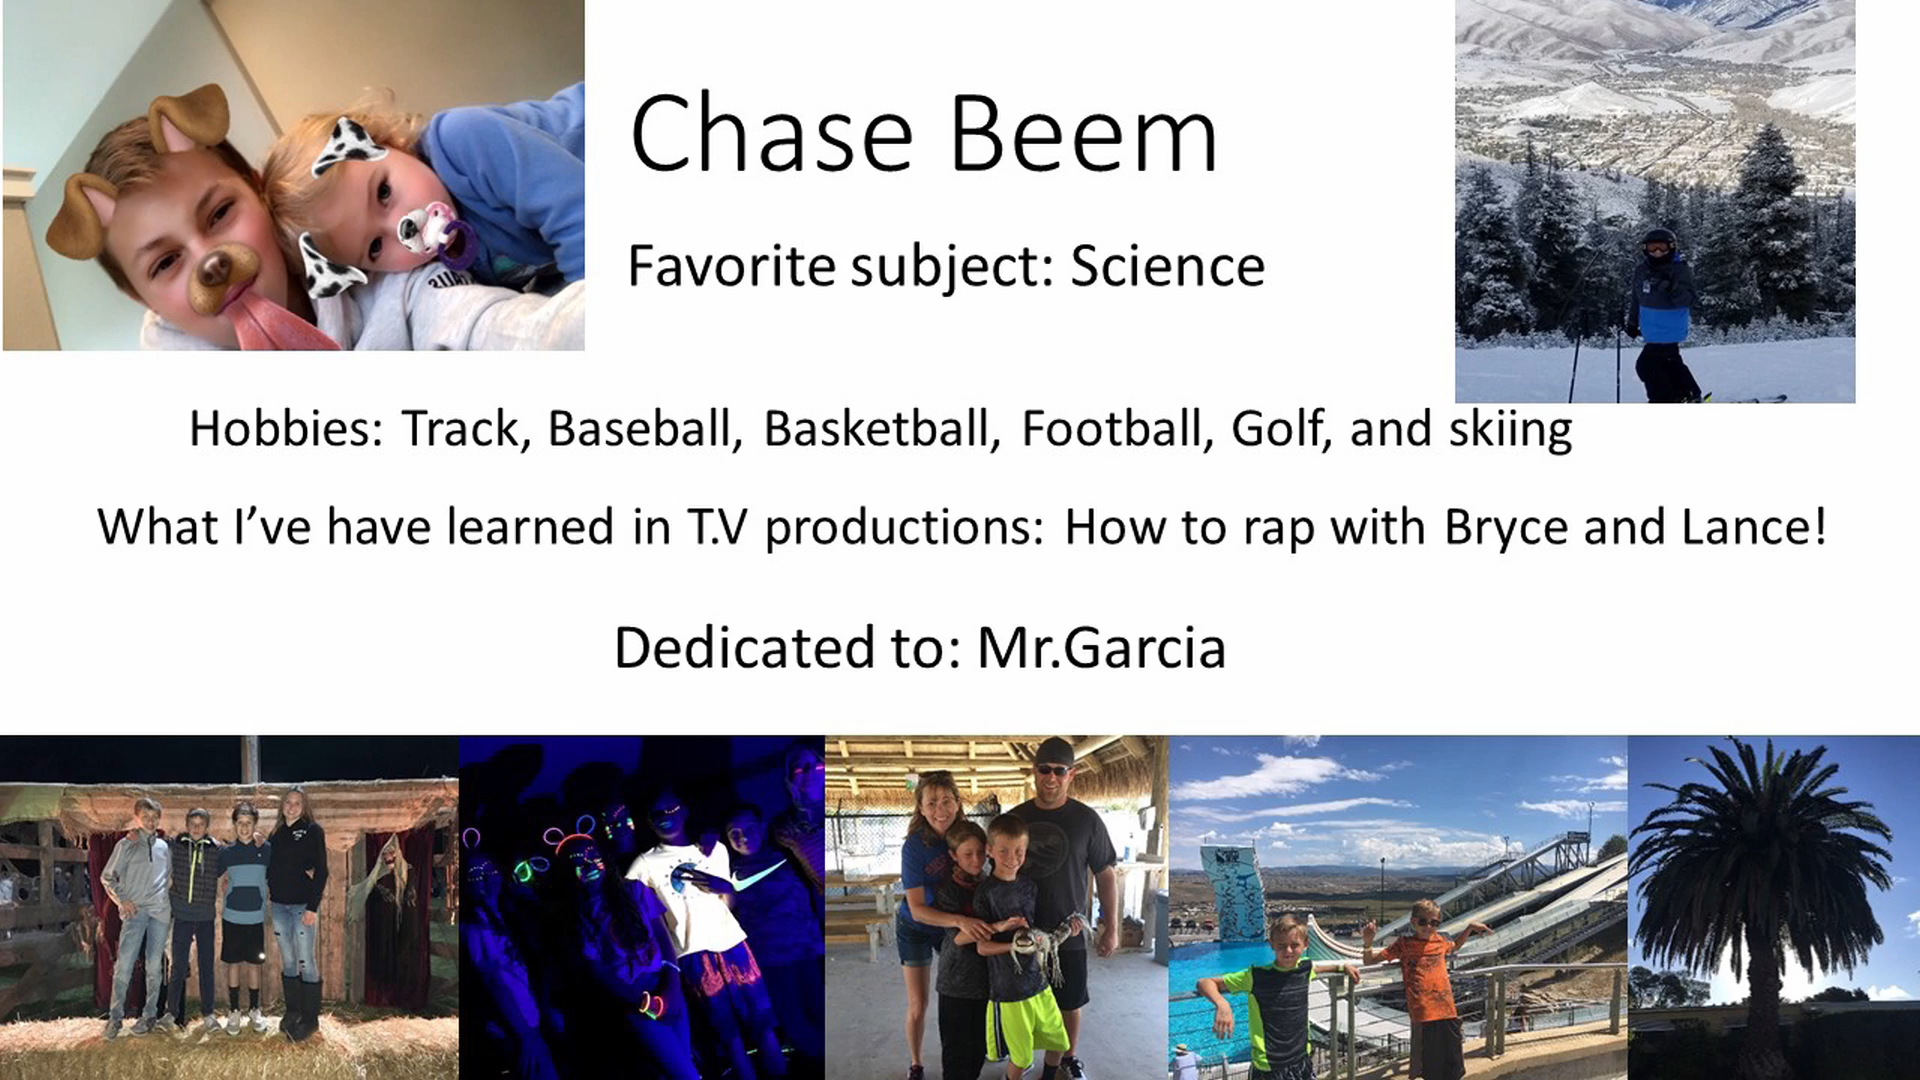 Chase Beem
Favorite subject: Science
Hobbies: Track, Baseball, Basketball, Football, Golf, and skiing
What I’ve have learned in T.V productions: How to rap with Bryce and Lance!
Dedicated to: Mr.Garcia